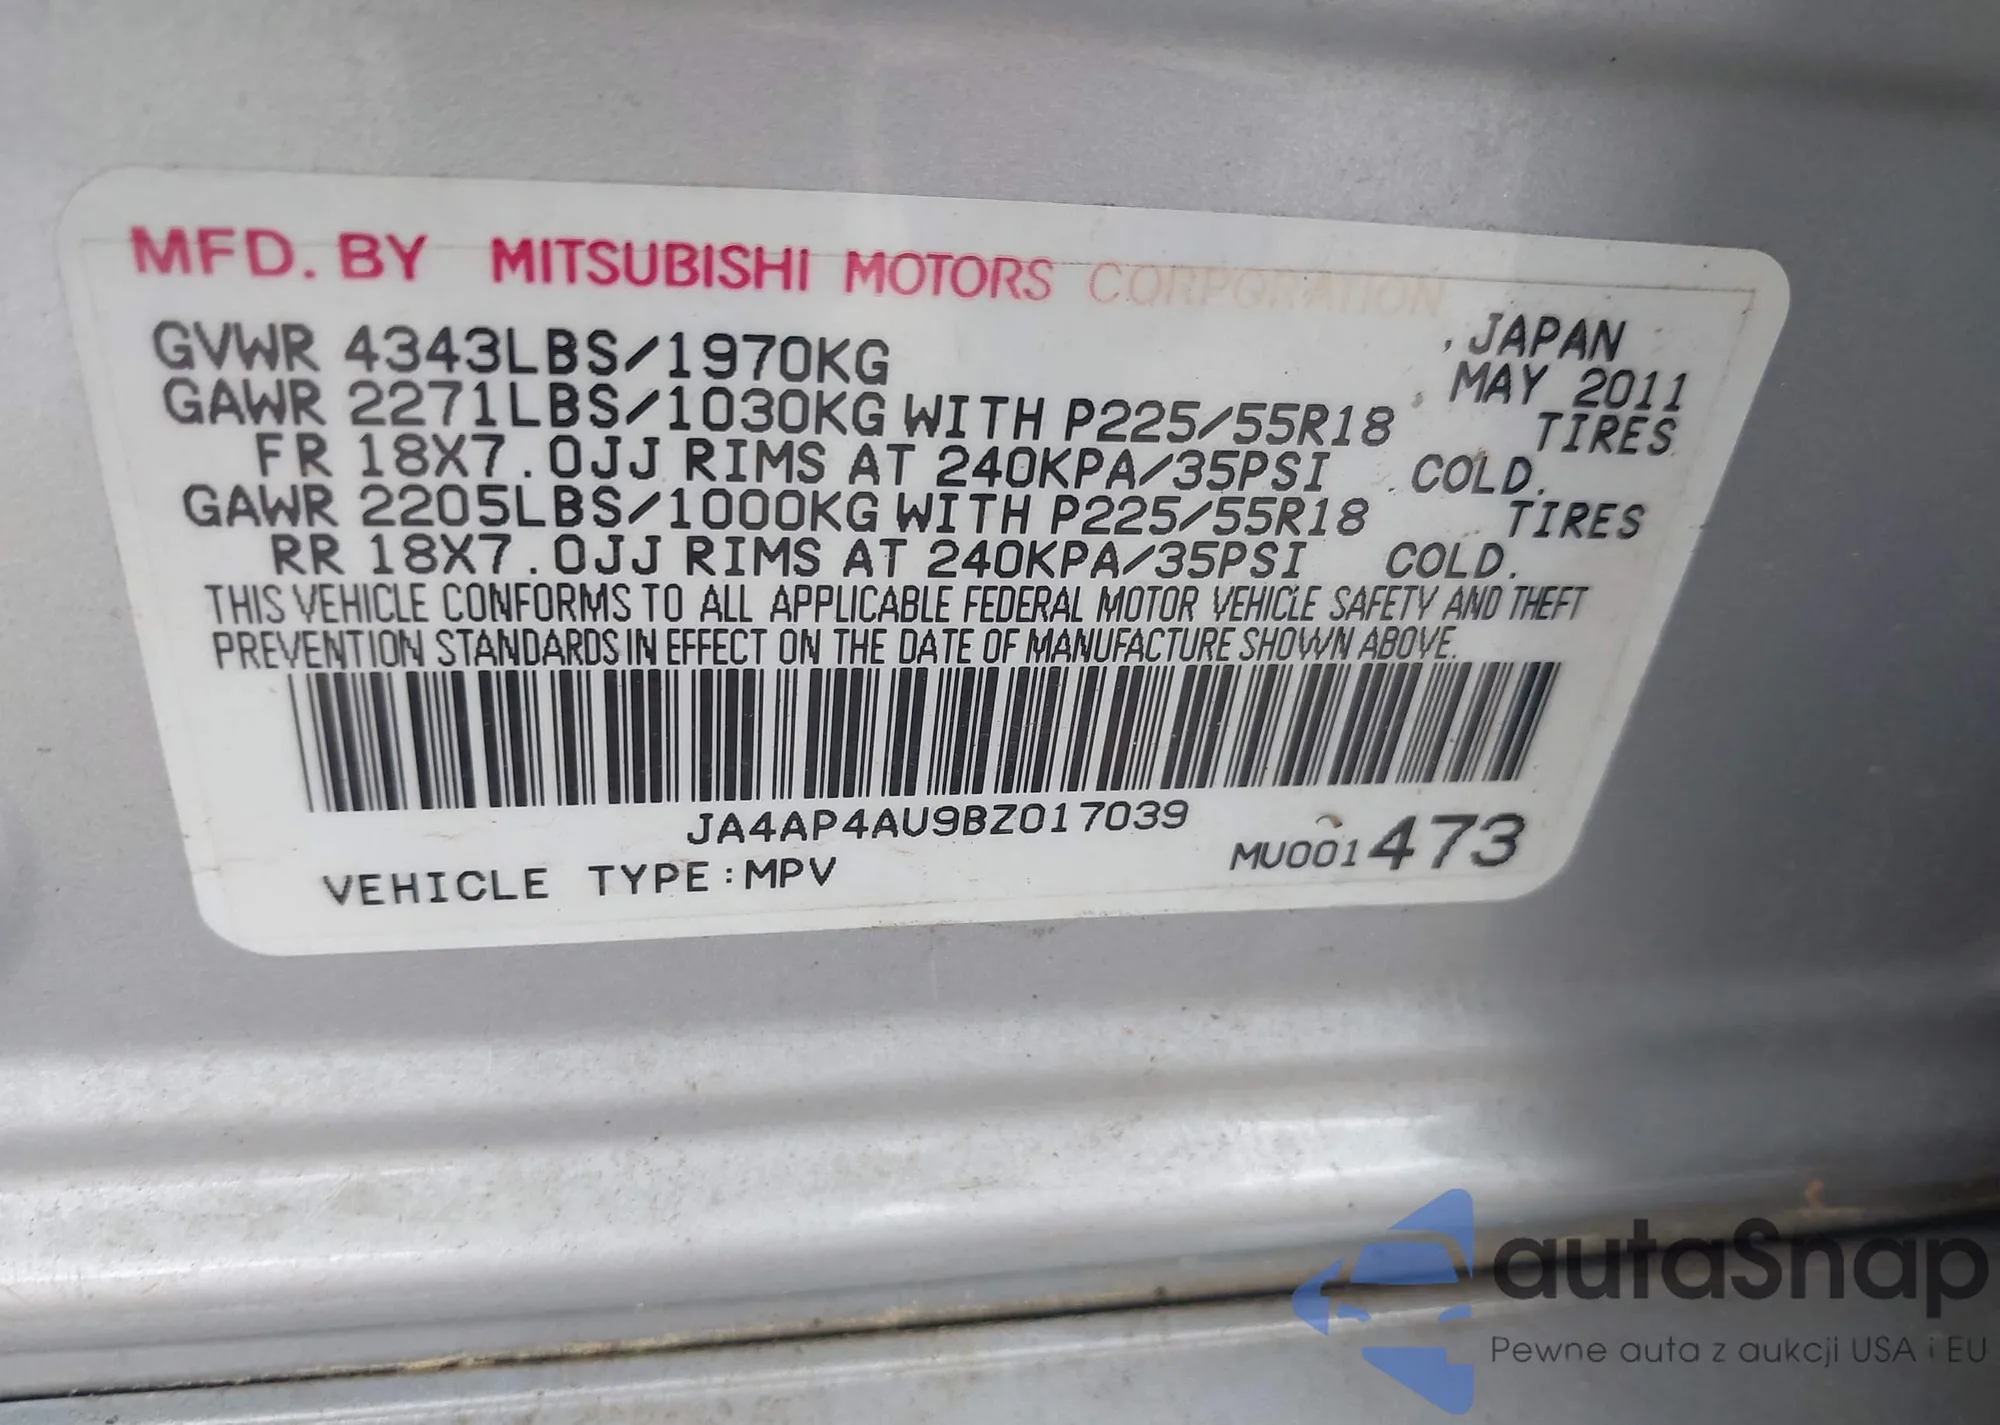 MFD. BY MITSUBISHI MOTORS CORPORATION
GVWR 4343LBS/1970KG JAPAN
MAY 2011
GAWR 2271LBS/1030KG WITH P225/55R18 TIRES
FR 18X7.0JJ RIMS AT 240KPA/35PSI COLD.
GAWR 2205LBS/1000KG WITH P225/55R18 TIRES
RR 18X7.0JJ RIMS AT 240KPA/35PSI COLD.
THIS VEHICLE CONFORMS TO ALL APPLICABLE FEDERAL MOTOR VEHICLE SAFETY AND THEFT
PREVENTION STANDARDS IN EFFECT ON THE DATE OF MANUFACTURE SHOWN ABOVE.
JA4AP4AU9BZ017039
MU001473
VEHICLE TYPE:MPV
autaSnap
Pewne auta z aukcji USA i EU